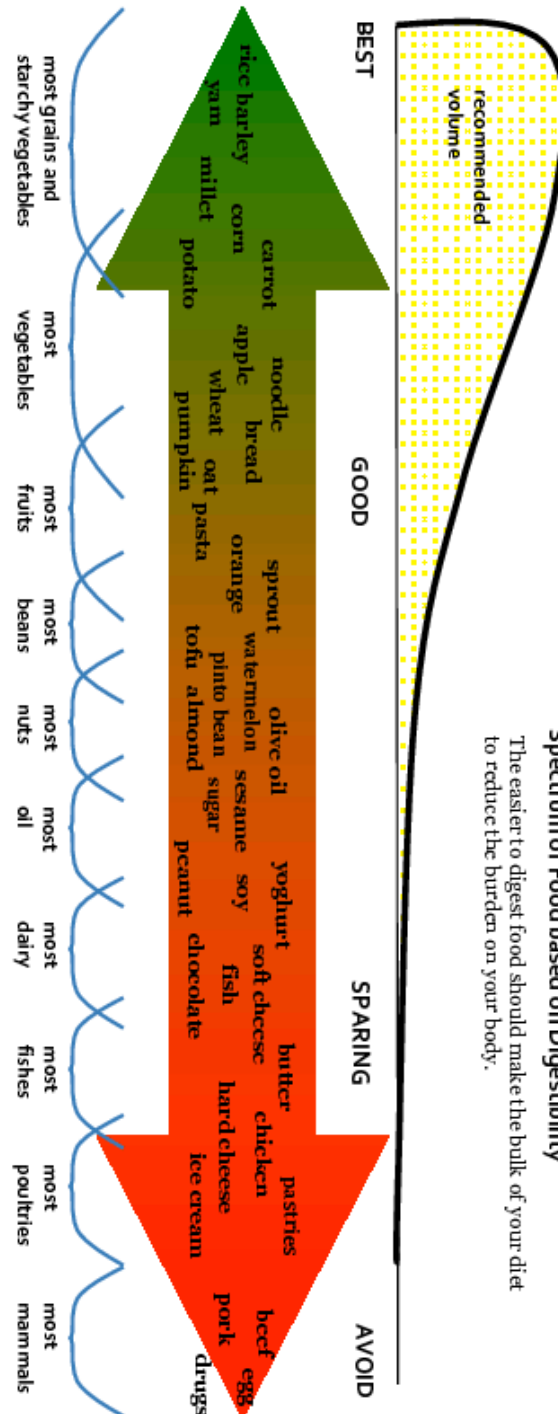 Spectrum of Food based on Digestibility
The easier to digest food should make the bulk of your diet
to reduce the burden on your body.
recommended
volume
BEST
GOOD
SPARING
AVOID
rice barley
yam
millet
corn
carrot
potato
apple
noodle
wheat
bread
pumpkin
oat
pasta
orange
sprout
tofu
watermelon
pinto bean
almond
olive oil
sesame
sugar
peanut
soy
yoghurt
chocolate
fish
soft cheese
butter
hard cheese
chicken
ice cream
pastries
pork
beef
egg
drugs
most grains and
starchy vegetables
most
vegetables
most
fruits
most
beans
most
nuts
most
oil
most
dairy
most
fishes
most
poultries
most
mammals